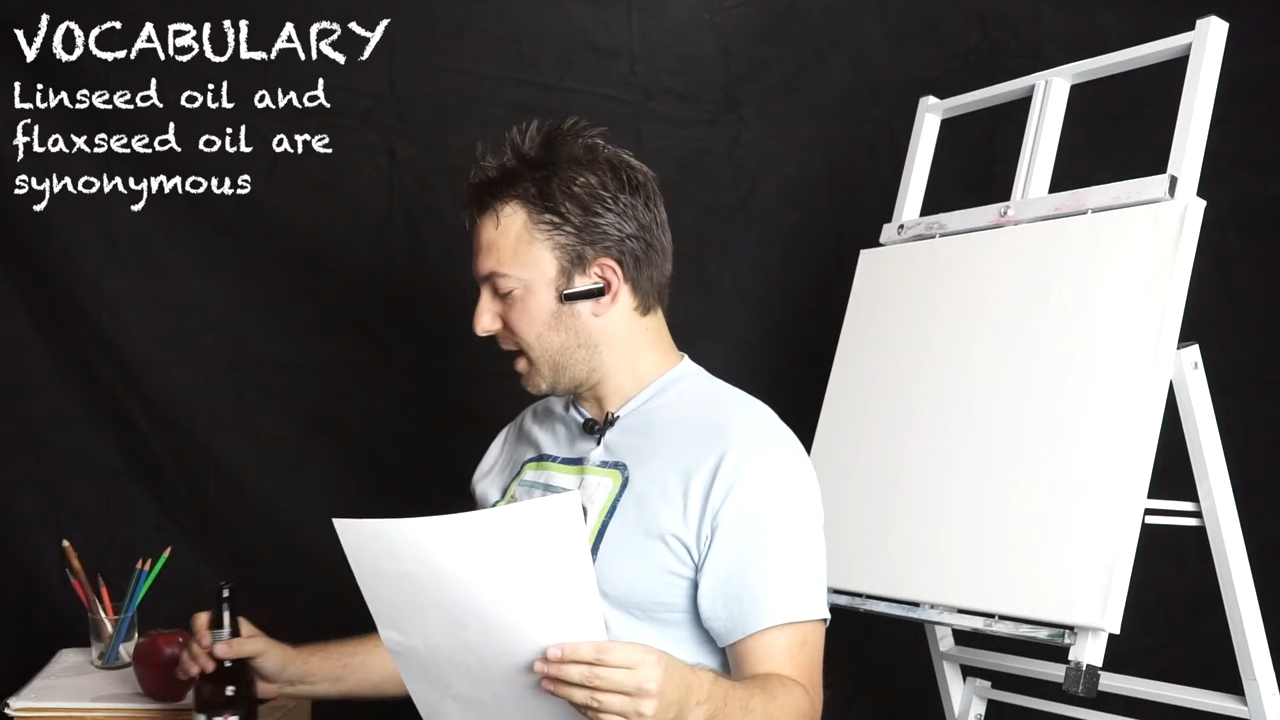 VOCABULARY
Linseed oil and
flaxseed oil are
synonymous